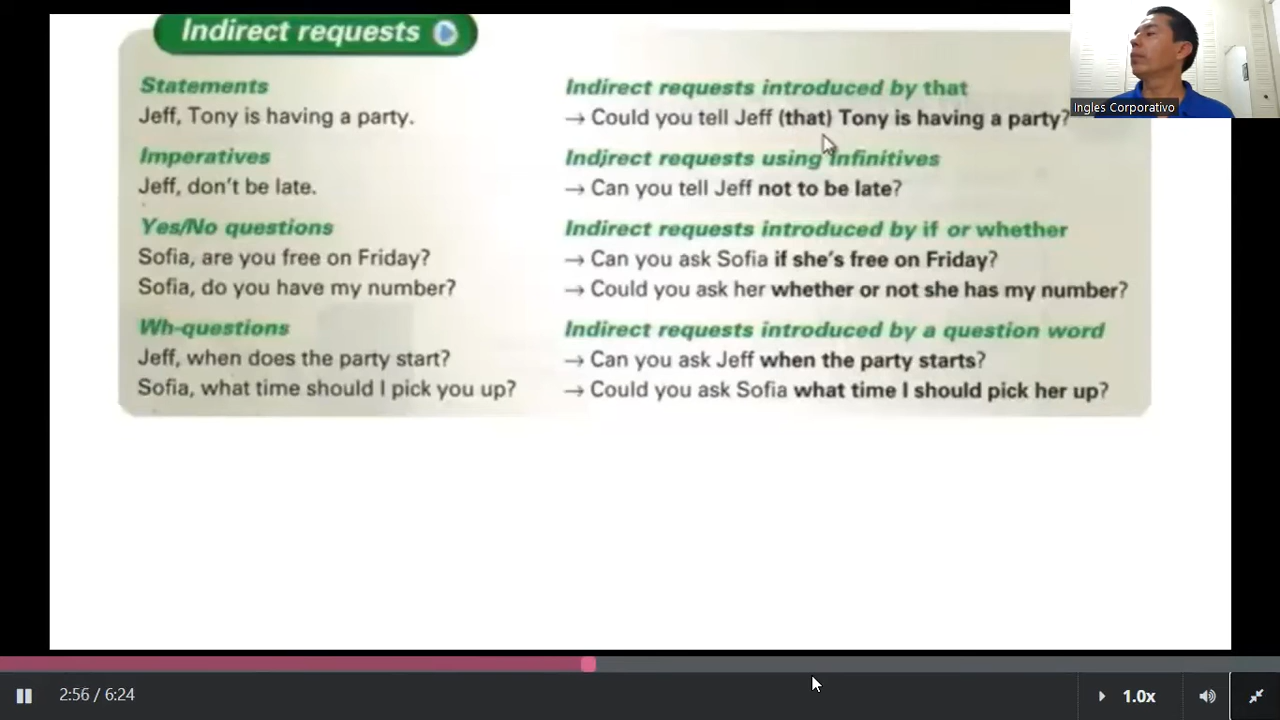 Indirect requests
Statements
Jeff, Tony is having a party.
Indirect requests introduced by that
→ Could you tell Jeff (that) Tony is having a party?
Imperatives
Jeff, don't be late.
Indirect requests using infinitives
→ Can you tell Jeff not to be late?
Yes/No questions
Sofia, are you free on Friday?
Sofia, do you have my number?
Indirect requests introduced by if or whether
→ Can you ask Sofia if she's free on Friday?
→ Could you ask her whether or not she has my number?
Wh-questions
Jeff, when does the party start?
Sofia, what time should I pick you up?
Indirect requests introduced by a question word
→ Can you ask Jeff when the party starts?
→ Could you ask Sofia what time I should pick her up?
Ingles Corporativo
2:56 / 6:24
1.0x